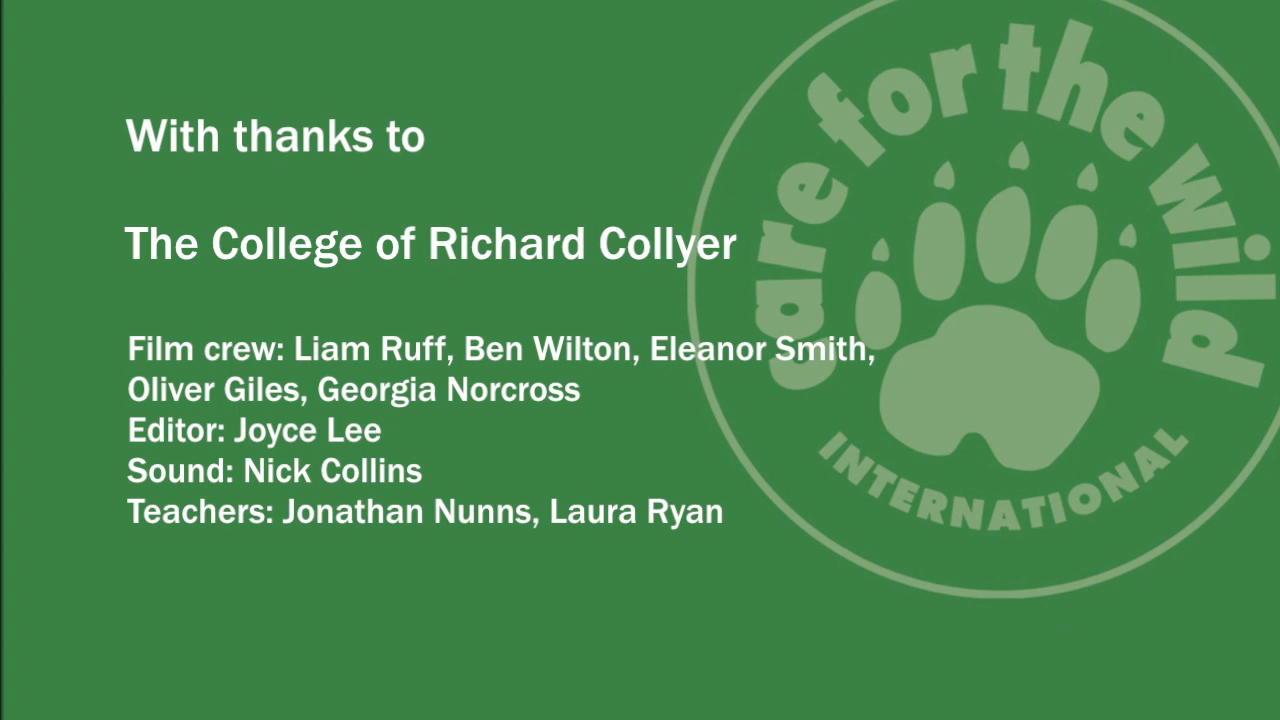 With thanks to
The College of Richard Collyer
Film crew: Liam Ruff, Ben Wilton, Eleanor Smith,
Oliver Giles, Georgia Norcross
Editor: Joyce Lee
Sound: Nick Collins
Teachers: Jonathan Nunns, Laura Ryan
care for the wild
INTERNATIONAL